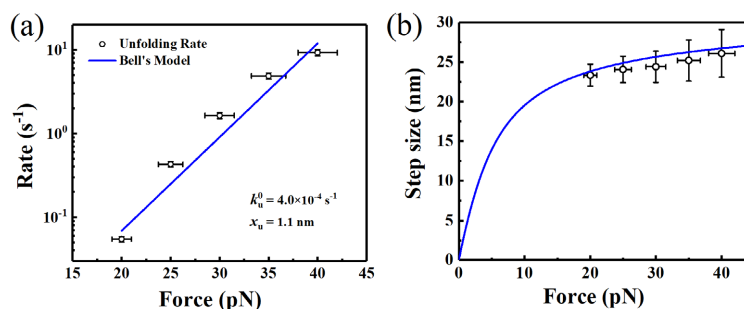 (a)
Unfolding Rate
Bell's Model
Rate (s⁻¹)
10¹
10⁰
10⁻¹
k⁰ᵤ = 4.0×10⁻⁴ s⁻¹
xᵤ = 1.1 nm
15 20 25 30 35 40 45
Force (pN)
(b)
Step size (nm)
30
25
20
15
10
5
0
0 10 20 30 40
Force (pN)